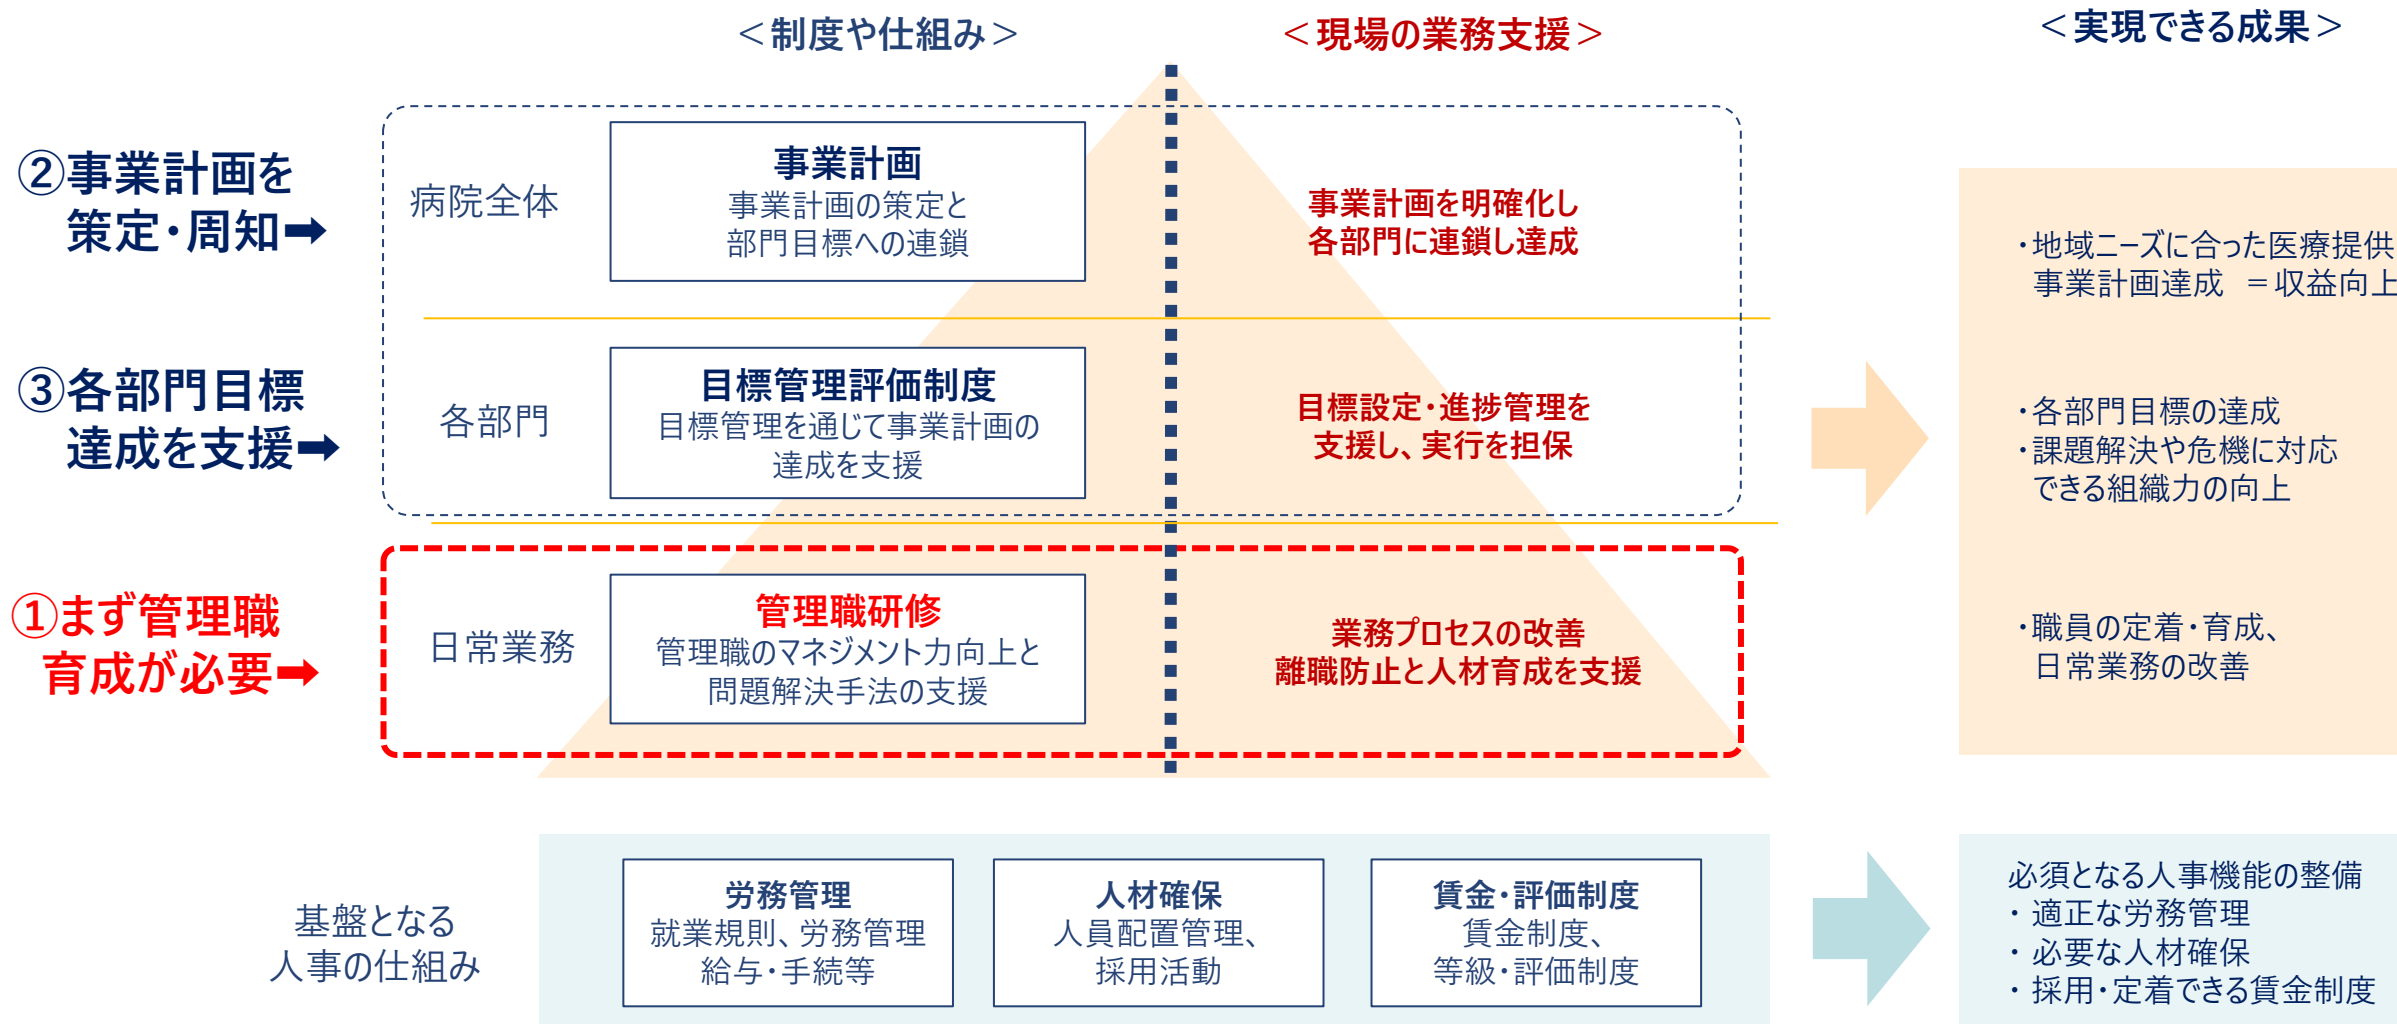 ＜制度や仕組み＞
＜現場の業務支援＞
＜実現できる成果＞
②事業計画を
策定・周知➡
病院全体
事業計画
事業計画の策定と
部門目標への連鎖
事業計画を明確化し
各部門に連鎖し達成
・地域ニーズに合った医療提供
事業計画達成 ＝収益向上
③各部門目標
達成を支援➡
各部門
目標管理評価制度
目標管理を通じて事業計画の
達成を支援
目標設定・進捗管理を
支援し、実行を担保
・各部門目標の達成
・課題解決や危機に対応
できる組織力の向上
①まず管理職
育成が必要➡
日常業務
管理職研修
管理職のマネジメント力向上と
問題解決手法の支援
業務プロセスの改善
離職防止と人材育成を支援
・職員の定着・育成、
日常業務の改善
基盤となる
人事の仕組み
労務管理
就業規則、労務管理
給与・手続等
人材確保
人員配置管理、
採用活動
賃金・評価制度
賃金制度、
等級・評価制度
必須となる人事機能の整備
・ 適正な労務管理
・ 必要な人材確保
・ 採用・定着できる賃金制度